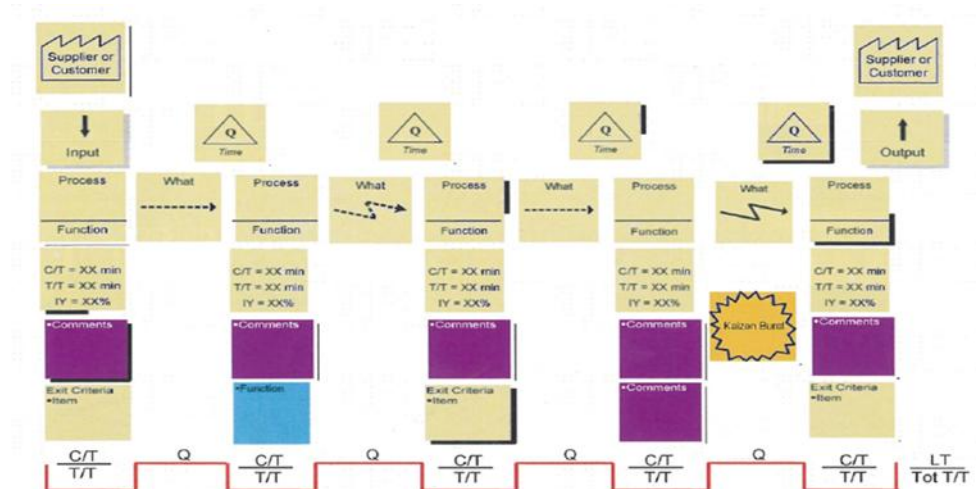 Supplier or
Customer
Supplier or
Customer
Input
Q
Time
Q
Time
Q
Time
Q
Time
Output
Process
Function
What
Process
Function
What
Process
Function
What
Process
Function
What
Process
Function
C/T = XX min
T/T = XX min
IY = XX%
C/T = XX min
T/T = XX min
IY = XX%
C/T = XX min
T/T = XX min
IY = XX%
C/T = XX min
T/T = XX min
IY = XX%
C/T = XX min
T/T = XX min
IY = XX%
•Comments
•Comments
•Comments
•Comments
Kaizen Burst
•Comments
Exit Criteria
•Item
•Function
Exit Criteria
•Item
•Comments
Exit Criteria
•Item
C/T
T/T
Q
C/T
T/T
Q
C/T
T/T
Q
C/T
T/T
Q
C/T
T/T
LT
Tot T/T